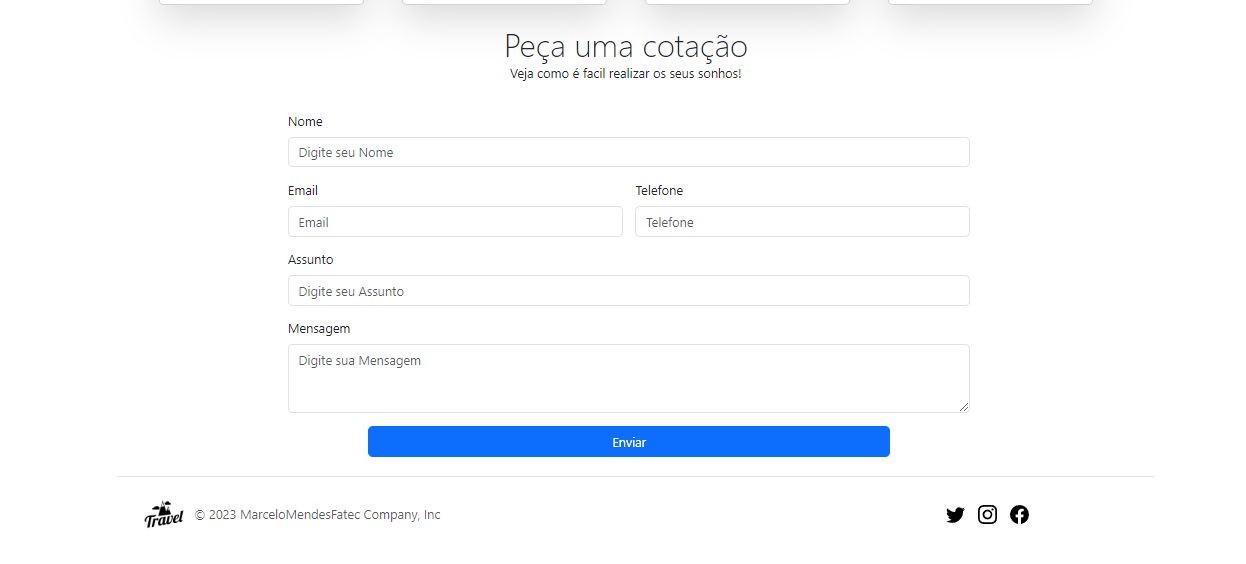 Peça uma cotação
Veja como é facil realizar os seus sonhos!
Nome
Digite seu Nome
Email
Telefone
Email
Telefone
Assunto
Digite seu Assunto
Mensagem
Digite sua Mensagem
Enviar
Travel
© 2023 MarceloMendesFatec Company, Inc